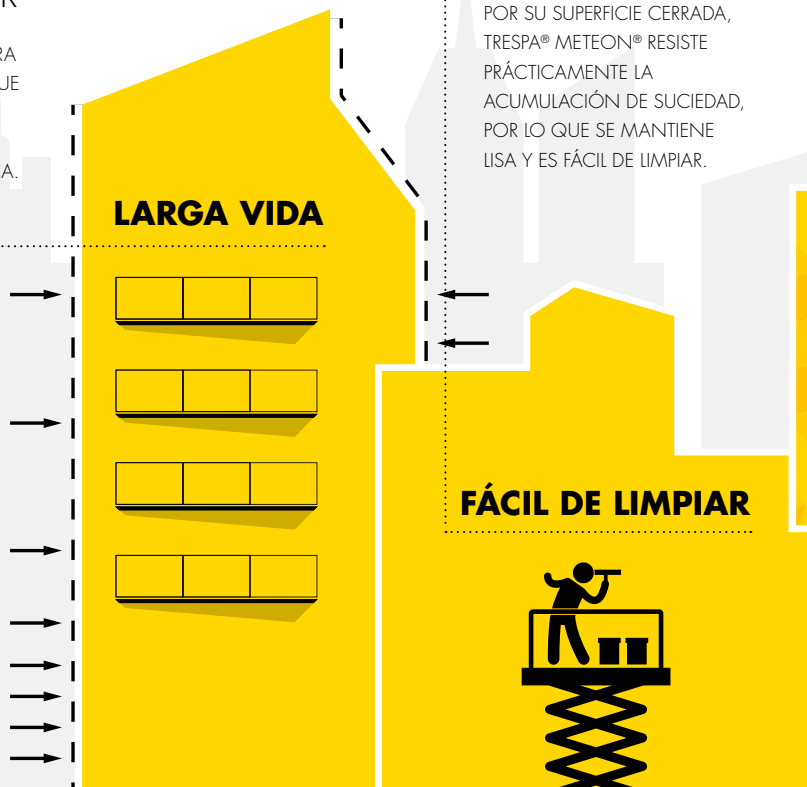 POR SU SUPERFICIE CERRADA,
TRESPA® METEON® RESISTE
PRÁCTICAMENTE LA
ACUMULACIÓN DE SUCIEDAD,
POR LO QUE SE MANTIENE
LISA Y ES FÁCIL DE LIMPIAR.
LARGA VIDA
FÁCIL DE LIMPIAR